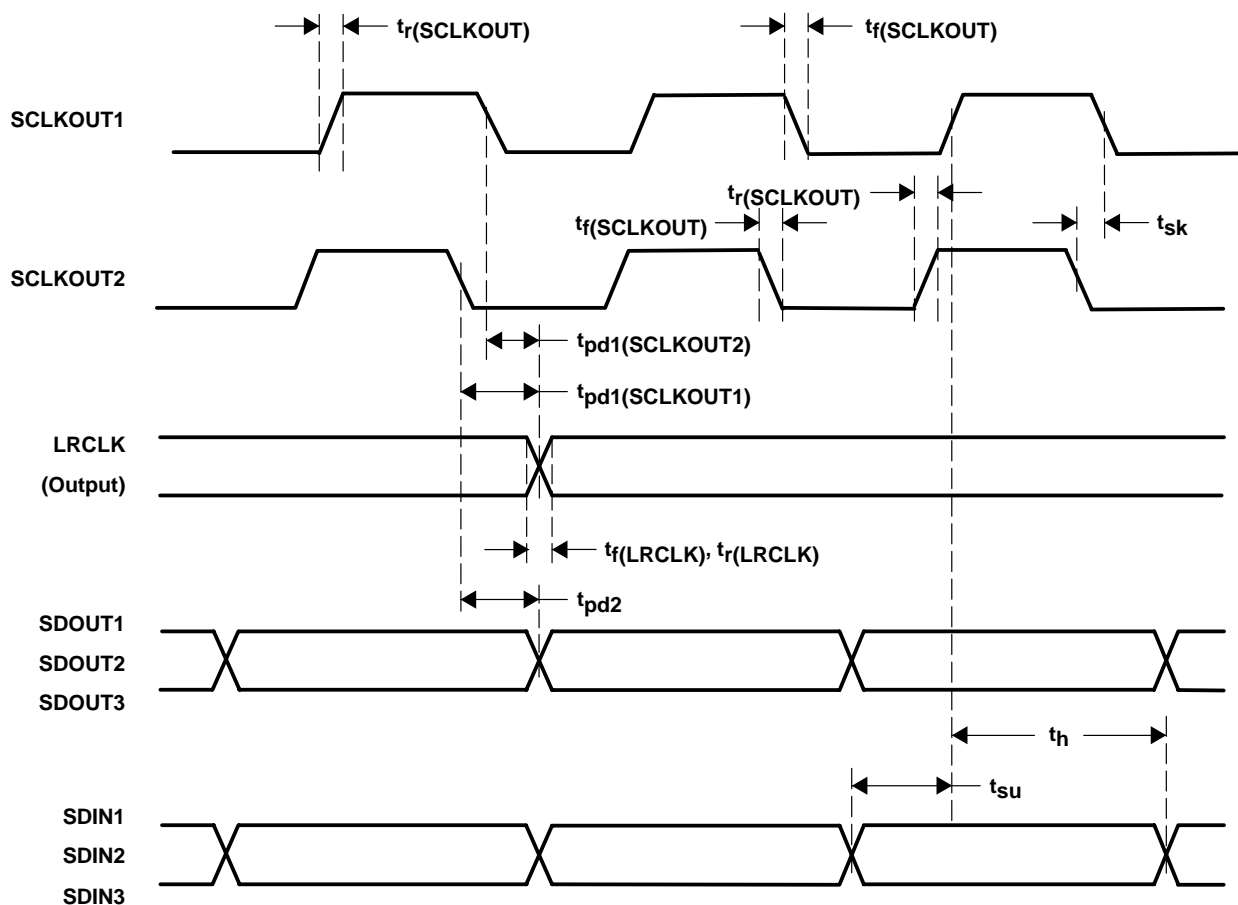 tr(SCLKOUT)
tf(SCLKOUT)
SCLKOUT1
tr(SCLKOUT)
tf(SCLKOUT)
tsk
SCLKOUT2
tpd1(SCLKOUT2)
tpd1(SCLKOUT1)
LRCLK
(Output)
tf(LRCLK), tr(LRCLK)
tpd2
SDOUT1
SDOUT2
SDOUT3
th
tsu
SDIN1
SDIN2
SDIN3